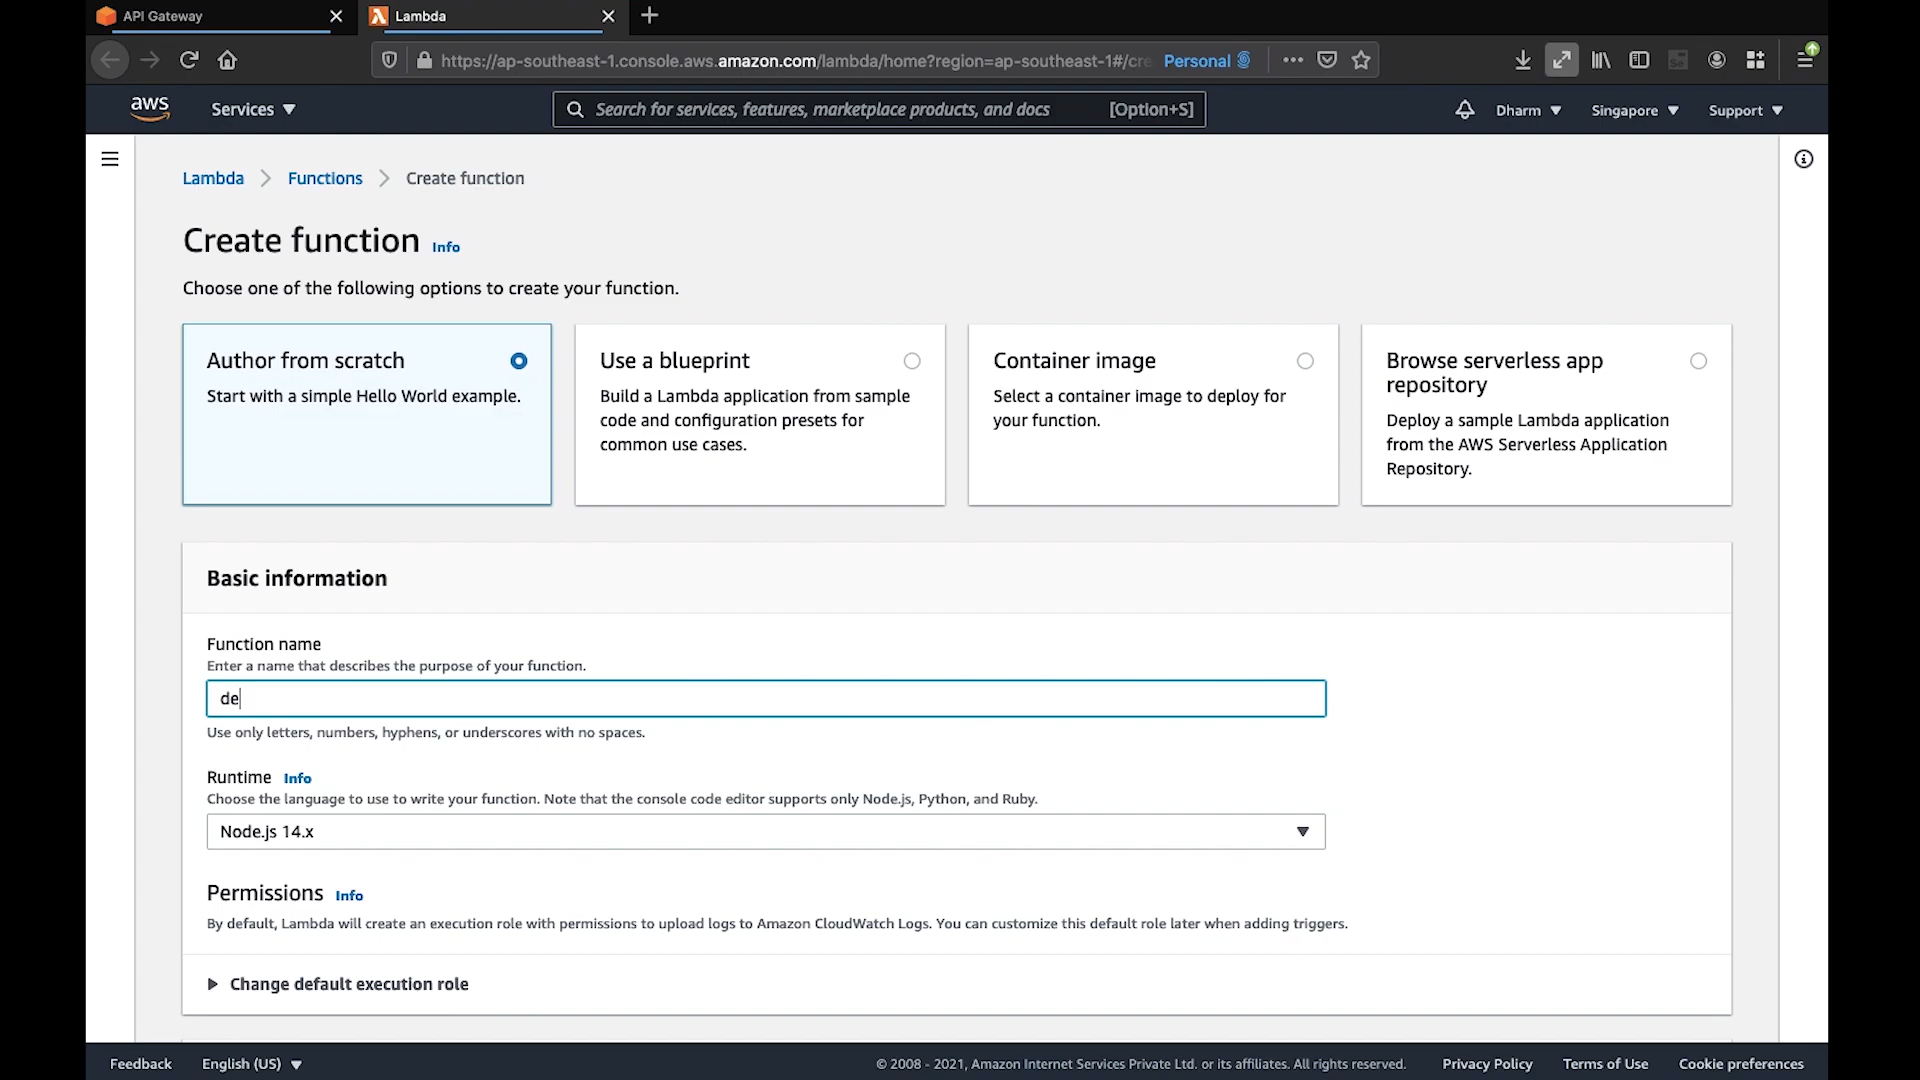 API Gateway
Lambda
https://ap-southeast-1.console.aws.amazon.com/lambda/home?region=ap-southeast-1#/cre Personal
aws Services Search for services, features, marketplace products, and docs [Option+S] Dharm Singapore Support
Lambda Functions Create function
Create function Info
Choose one of the following options to create your function.
Author from scratch
Start with a simple Hello World example.
Use a blueprint
Build a Lambda application from sample
code and configuration presets for
common use cases.
Container image
Select a container image to deploy for
your function.
Browse serverless app
repository
Deploy a sample Lambda application
from the AWS Serverless Application
Repository.
Basic information
Function name
Enter a name that describes the purpose of your function.
de
Use only letters, numbers, hyphens, or underscores with no spaces.
Runtime Info
Choose the language to use to write your function. Note that the console code editor supports only Node.js, Python, and Ruby.
Node.js 14.x
Permissions Info
By default, Lambda will create an execution role with permissions to upload logs to Amazon CloudWatch Logs. You can customize this default role later when adding triggers.
Change default execution role
Feedback English (US) © 2008 - 2021, Amazon Internet Services Private Ltd. or its affiliates. All rights reserved. Privacy Policy Terms of Use Cookie preferences